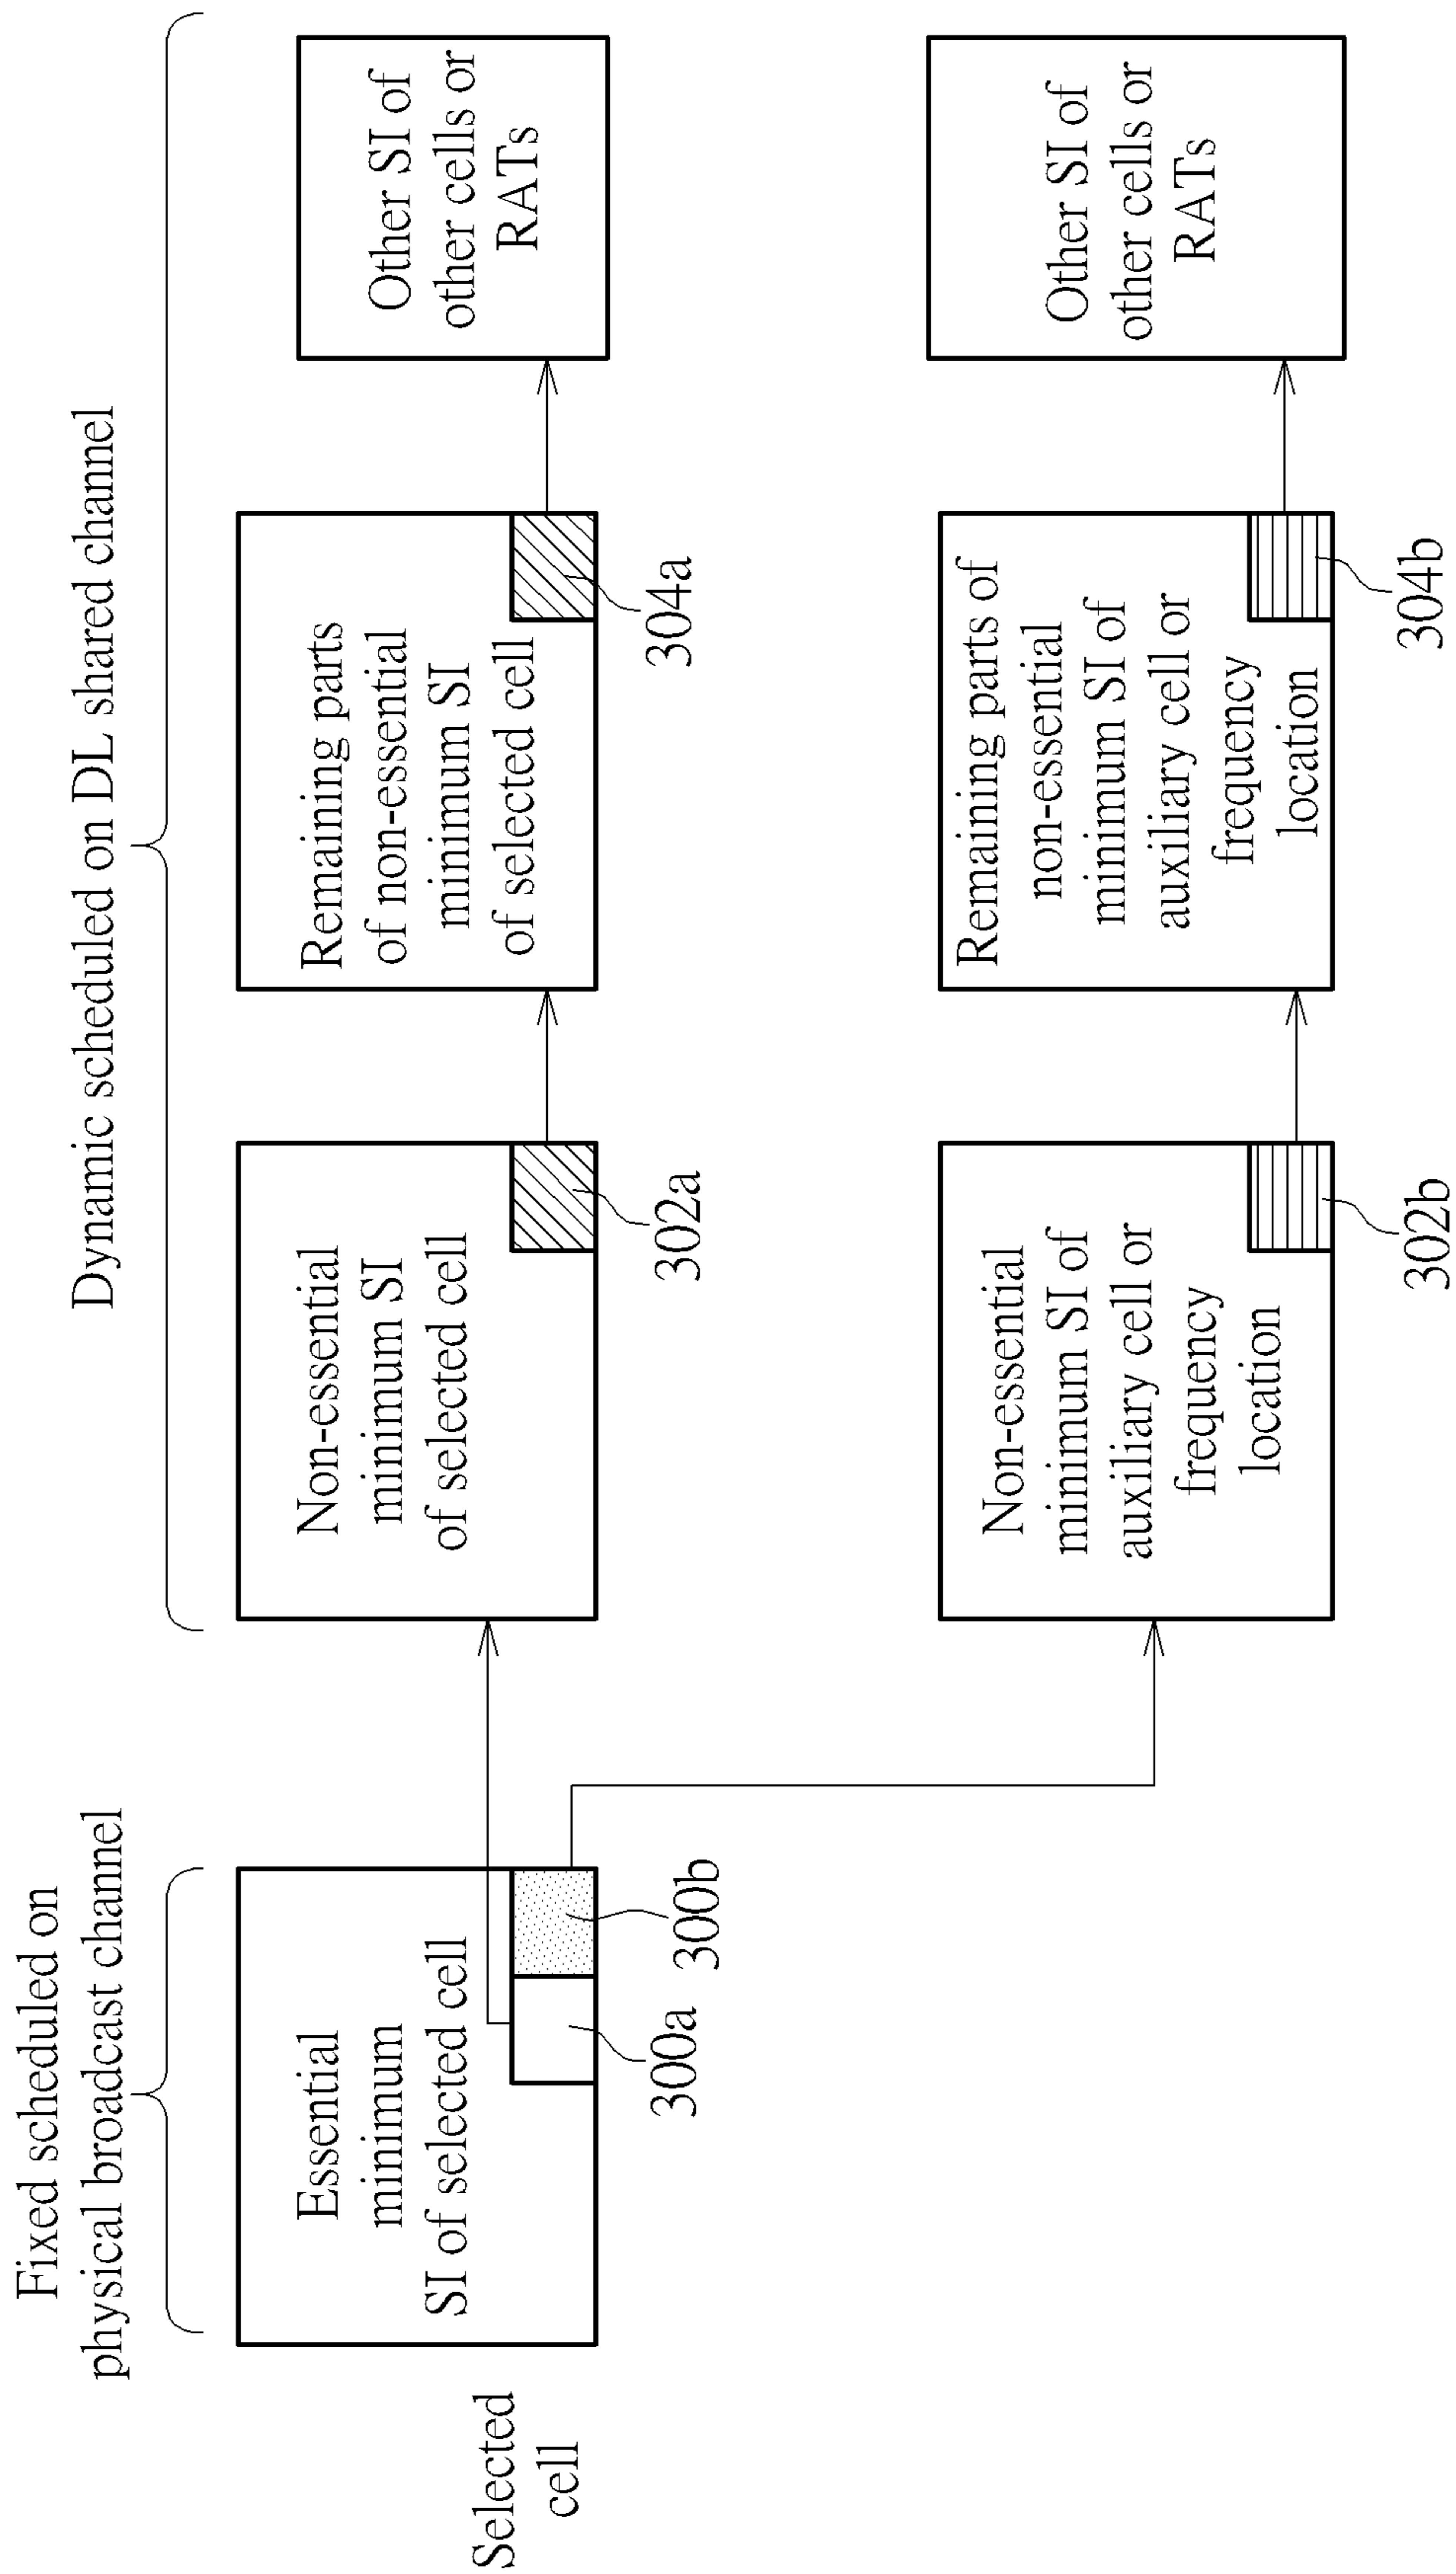 Fixed scheduled on
physical broadcast channel
Dynamic scheduled on DL shared channel
Selected
cell
Essential
minimum
SI of selected cell
300a
300b
Non-essential
minimum SI
of selected cell
302a
Remaining parts
of non-essential
minimum SI
of selected cell
304a
Other SI of
other cells or
RATs
Non-essential
minimum SI of
auxiliary cell or
frequency
location
302b
Remaining parts of
non-essential
minimum SI of
auxiliary cell or
frequency
location
304b
Other SI of
other cells or
RATs